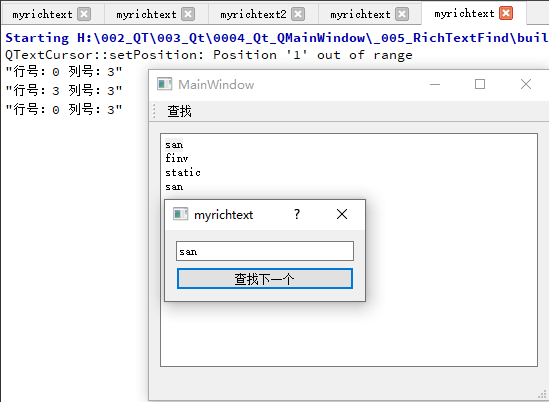 myrichtext myrichtext myrichtext2 myrichtext myrichtext
Starting H:\002_QT\003_Qt\0004_Qt_QMainWindow\_005_RichTextFind\buil
QTextCursor::setPosition: Position '1' out of range
"行号: 0 列号: 3"
"行号: 3 列号: 3"
"行号: 0 列号: 3"
MainWindow
查找
san
finv
static
san
myrichtext ?
san
查找下一个